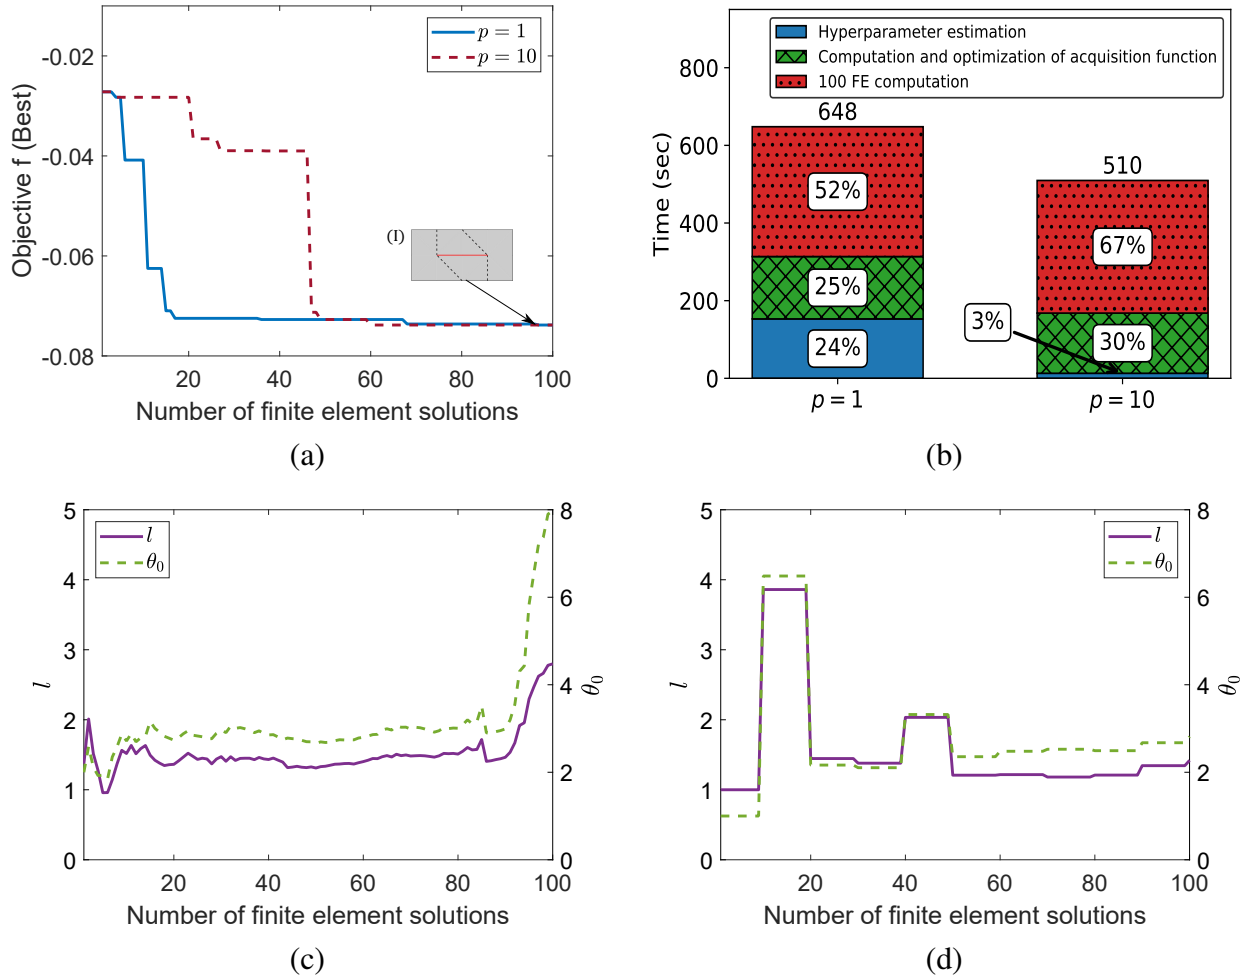 -0.02
-0.04
-0.06
-0.08
Objective f (Best)
p = 1
p = 10
(I)
20 40 60 80 100
Number of finite element solutions
(a)
Hyperparameter estimation
Computation and optimization of acquisition function
100 FE computation
800
600
400
200
0
Time (sec)
648
52%
25%
24%
510
67%
3%
30%
p = 1 p = 10
(b)
5
4
3
2
1
0
l
l
θ0
8
6
4
2
0
θ0
20 40 60 80 100
Number of finite element solutions
(c)
5
4
3
2
1
0
l
l
θ0
8
6
4
2
0
θ0
20 40 60 80 100
Number of finite element solutions
(d)